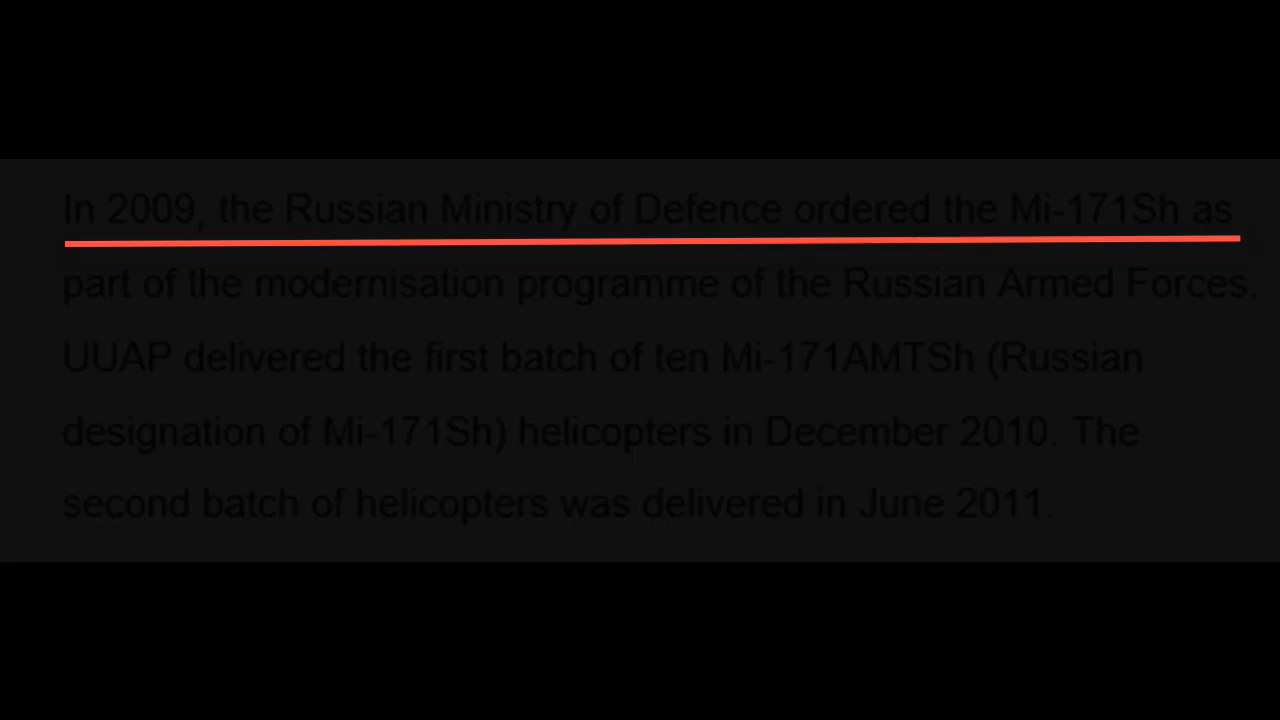 In 2009, the Russian Ministry of Defence ordered the Mi-171Sh as
part of the modernisation programme of the Russian Armed Forces.
UUAP delivered the first batch of ten Mi-171AMTSh (Russian
designation of Mi-171Sh) helicopters in December 2010. The
second batch of helicopters was delivered in June 2011.